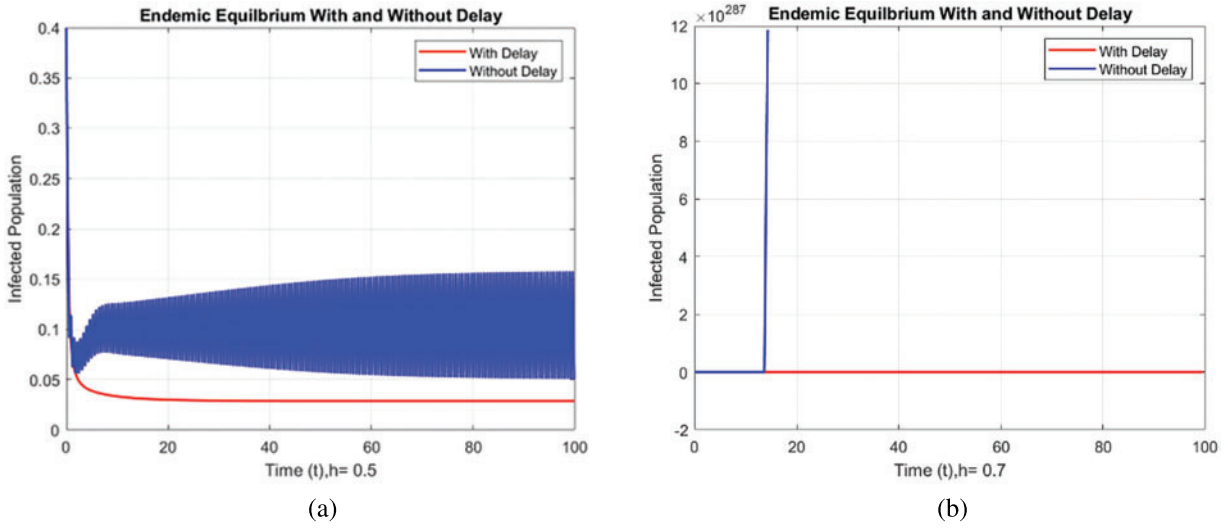 Endemic Equilbrium With and Without Delay
With Delay
Without Delay
0.4
0.35
0.3
0.25
0.2
0.15
0.1
0.05
0
Infected Population
0 20 40 60 80 100
Time (t),h= 0.5
(a)
Endemic Equilbrium With and Without Delay
×10^287
With Delay
Without Delay
12
10
8
6
4
2
0
-2
Infected Population
0 20 40 60 80 100
Time (t),h= 0.7
(b)